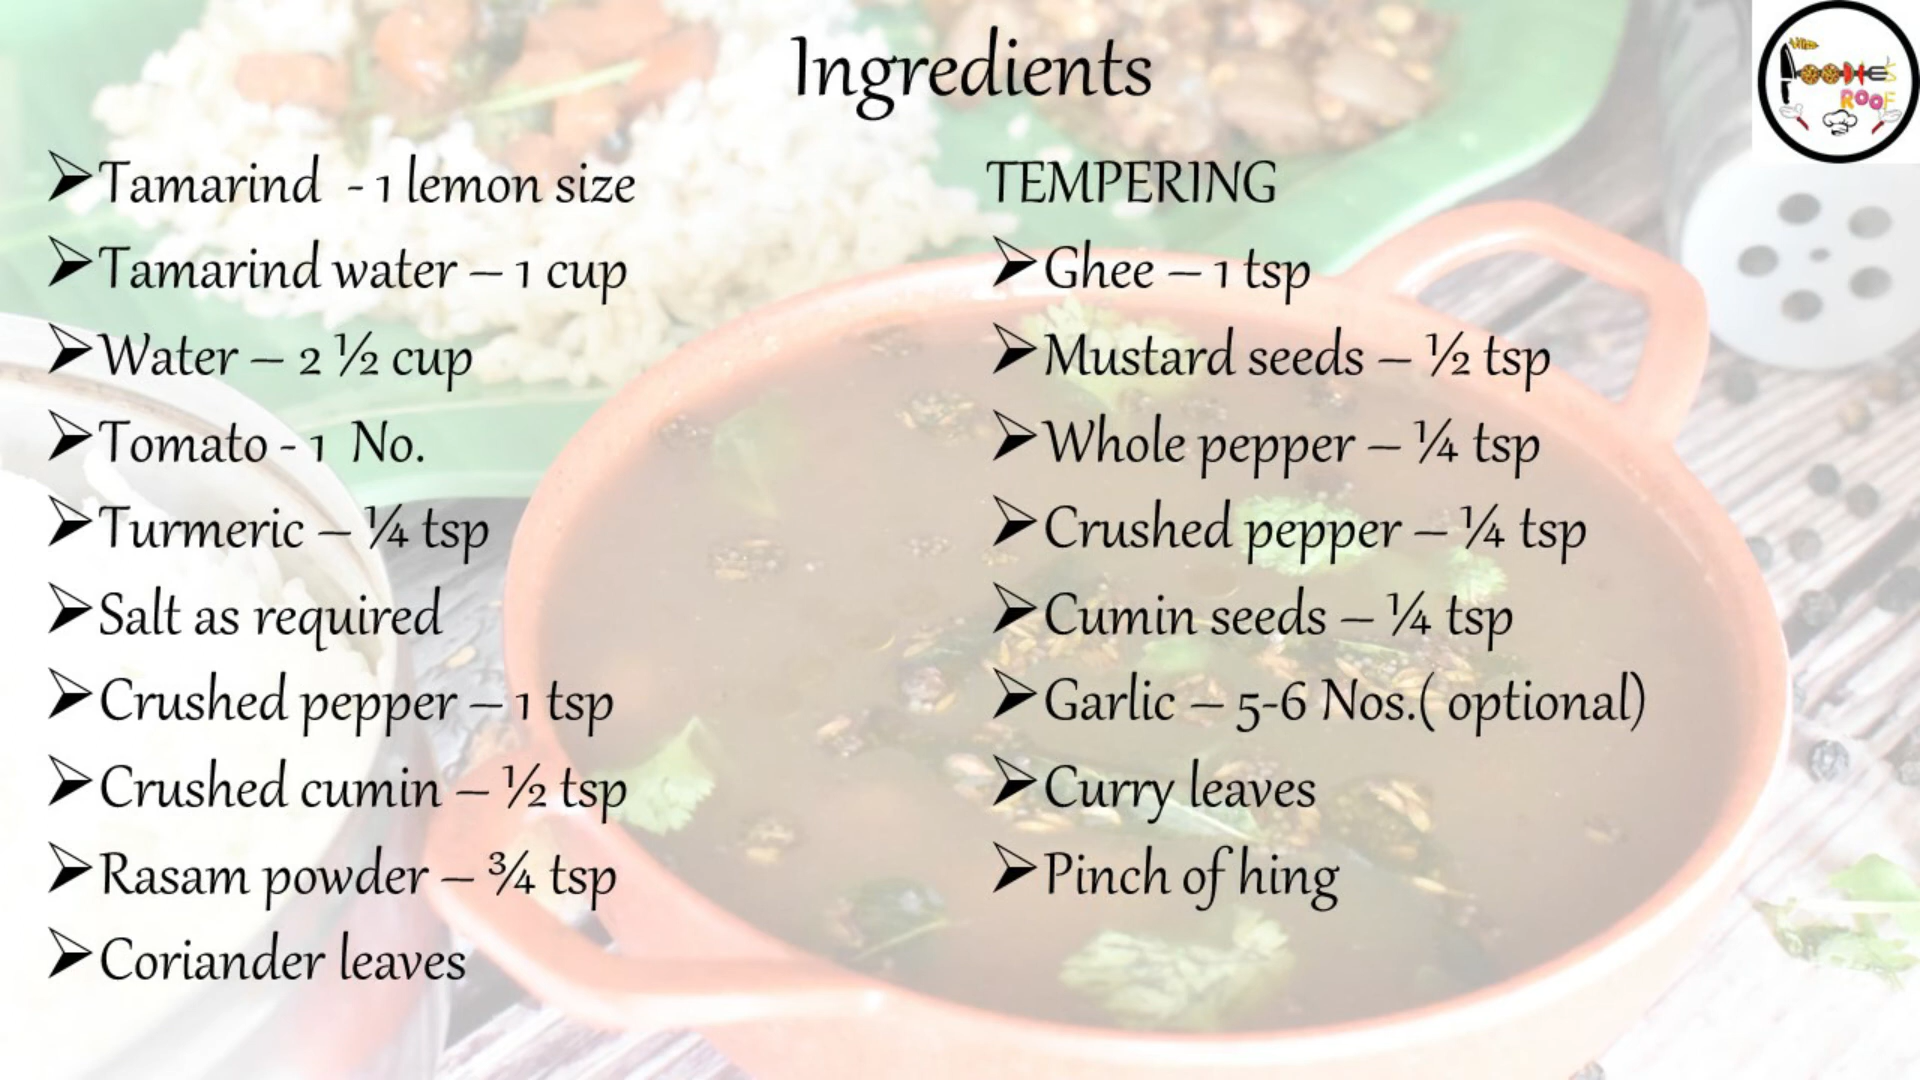 Ingredients
Tamarind - 1 lemon size
Tamarind water – 1 cup
Water – 2 ½ cup
Tomato - 1 No.
Turmeric – ¼ tsp
Salt as required
Crushed pepper – 1 tsp
Crushed cumin – ½ tsp
Rasam powder – ¾ tsp
Coriander leaves
TEMPERING
Ghee – 1 tsp
Mustard seeds – ½ tsp
Whole pepper – ¼ tsp
Crushed pepper – ¼ tsp
Cumin seeds – ¼ tsp
Garlic – 5-6 Nos.( optional)
Curry leaves
Pinch of hing
ROOF